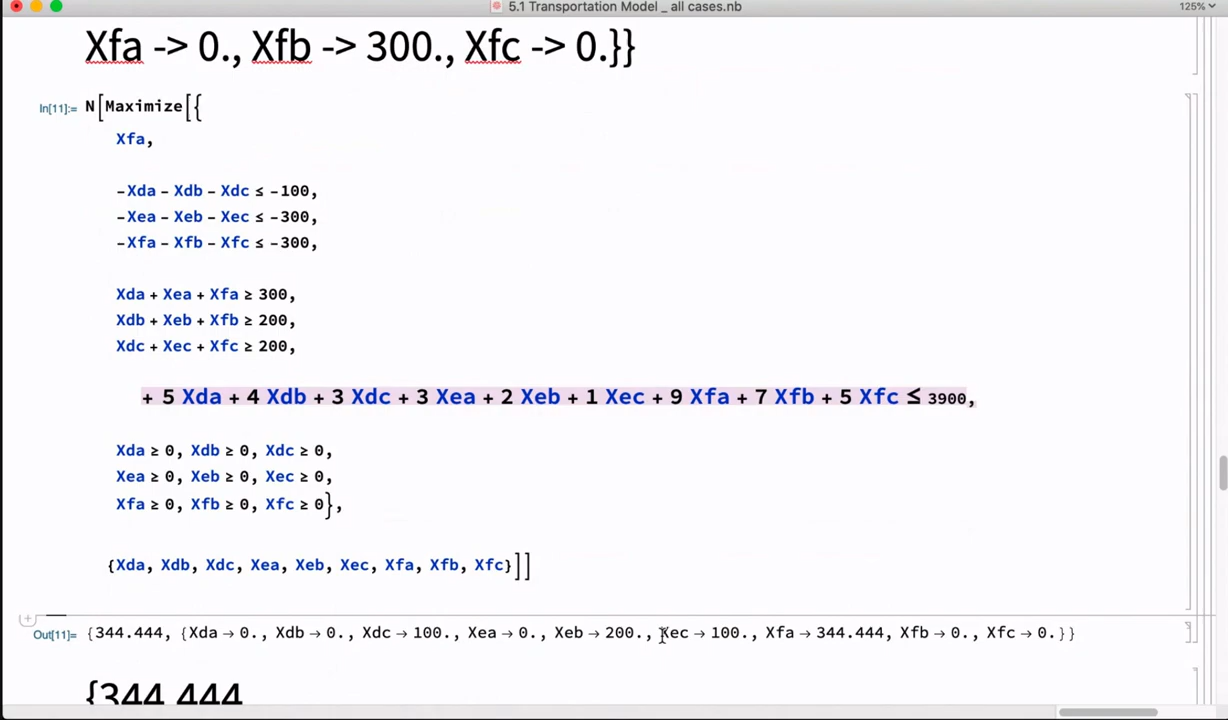 5.1 Transportation Model _ all cases.nb
125%
Xfa -> 0., Xfb -> 300., Xfc -> 0.}}
In[11]:= N[Maximize[{
Xfa,
-Xda - Xdb - Xdc ≤ -100,
-Xea - Xeb - Xec ≤ -300,
-Xfa - Xfb - Xfc ≤ -300,
Xda + Xea + Xfa ≥ 300,
Xdb + Xeb + Xfb ≥ 200,
Xdc + Xec + Xfc ≥ 200,
+ 5 Xda + 4 Xdb + 3 Xdc + 3 Xea + 2 Xeb + 1 Xec + 9 Xfa + 7 Xfb + 5 Xfc ≤ 3900,
Xda ≥ 0, Xdb ≥ 0, Xdc ≥ 0,
Xea ≥ 0, Xeb ≥ 0, Xec ≥ 0,
Xfa ≥ 0, Xfb ≥ 0, Xfc ≥ 0},
{Xda, Xdb, Xdc, Xea, Xeb, Xec, Xfa, Xfb, Xfc}]]
Out[11]= {344.444, {Xda → 0., Xdb → 0., Xdc → 100., Xea → 0., Xeb → 200., Xec → 100., Xfa → 344.444, Xfb → 0., Xfc → 0.}}
{344.444